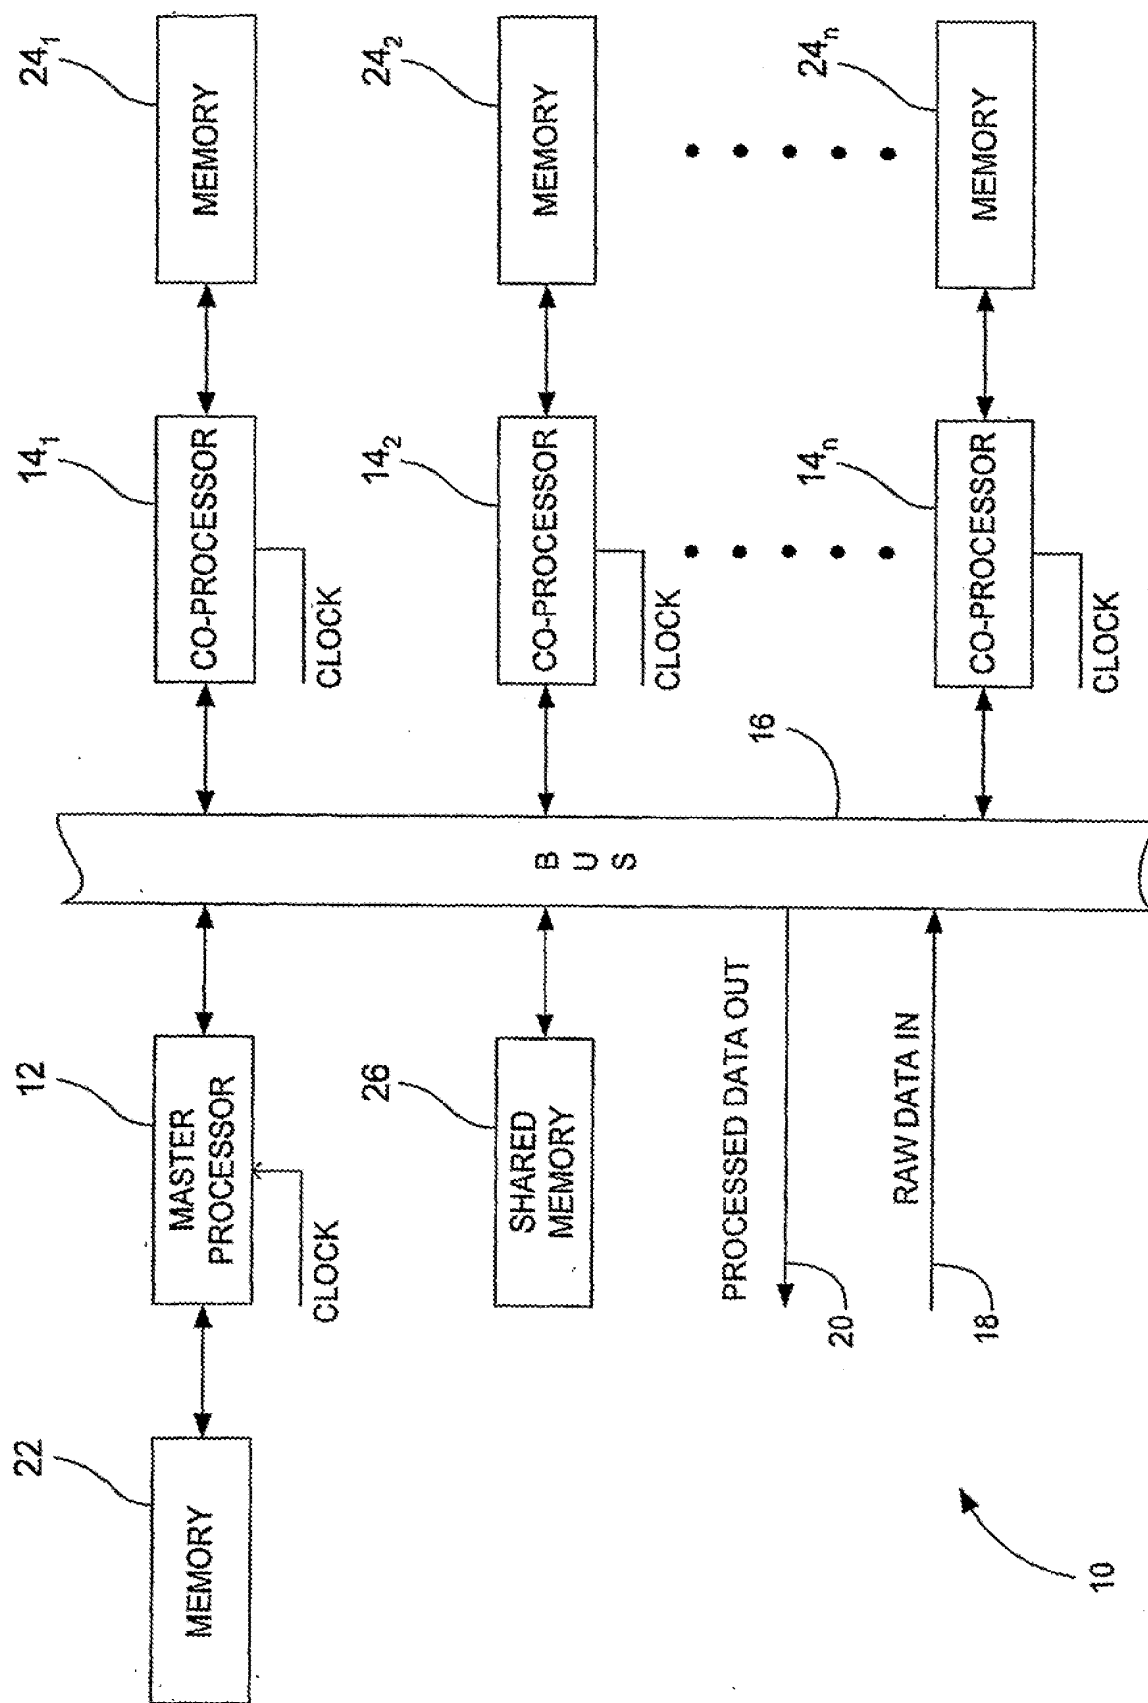 22
MEMORY
12
MASTER
PROCESSOR
CLOCK
14₁
CO-PROCESSOR
CLOCK
24₁
MEMORY
26
SHARED
MEMORY
B
U
S
14₂
CO-PROCESSOR
CLOCK
24₂
MEMORY
PROCESSED DATA OUT
20
16
RAW DATA IN
18
14ₙ
CO-PROCESSOR
CLOCK
24ₙ
MEMORY
10